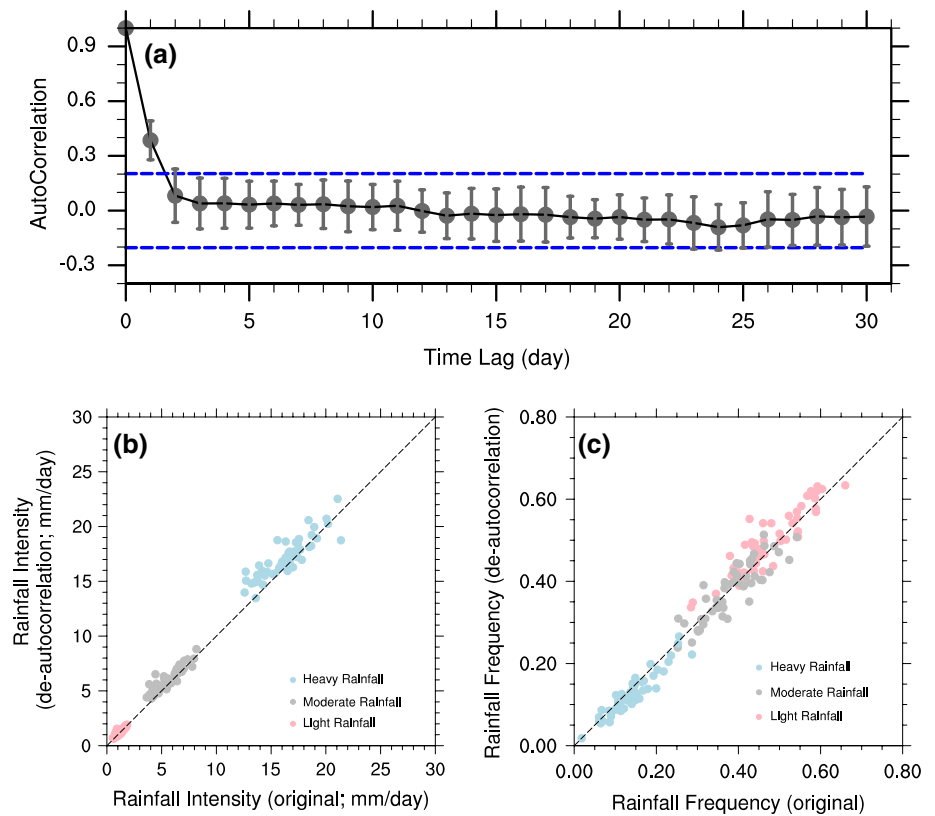 (a)
AutoCorrelation
0.9
0.6
0.3
0.0
-0.3
0 5 10 15 20 25 30
Time Lag (day)
(b)
Rainfall Intensity
(de-autocorrelation; mm/day)
30
25
20
15
10
5
0
0 5 10 15 20 25 30
Rainfall Intensity (original; mm/day)
Heavy Rainfall
Moderate Rainfall
LIght Rainfall
(c)
Rainfall Frequency (de-autocorrelation)
0.80
0.60
0.40
0.20
0.00
0.00 0.20 0.40 0.60 0.80
Rainfall Frequency (original)
Heavy Rainfall
Moderate Rainfall
LIght Rainfall